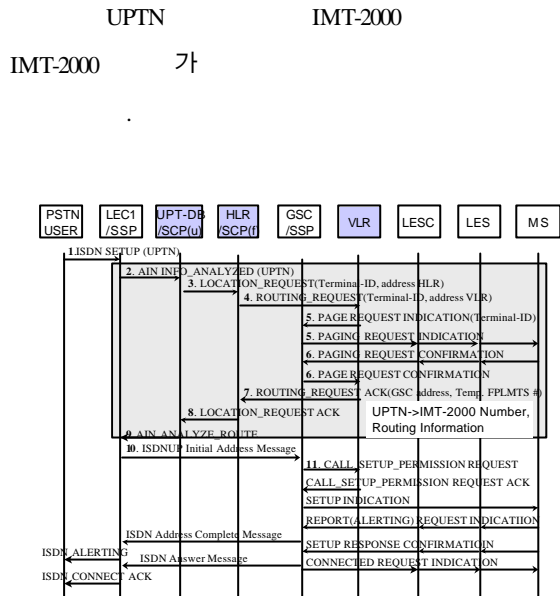 UPTN IMT-2000
IMT-2000 가
.
PSTN USER
LEC1 /SSP
UPT-DB /SCP(u)
HLR /SCP(f)
GSC /SSP
VLR
LESC
LES
MS
1.ISDN SETUP (UPTN)
2. AIN INFO_ANALYZED (UPTN)
3. LOCATION_REQUEST(Terminal-ID, address HLR)
4. ROUTING_REQUEST(Terminal-ID, address VLR)
5. PAGE REQUEST INDICATION(Terminal-ID)
5. PAGING REQUEST INDICATION
6. PAGING REQUEST CONFIRMATION
6. PAGE REQUEST CONFIRMATION
7. ROUTING_REQUEST ACK(GSC address, Temp. FPLMTS #)
8. LOCATION_REQUEST ACK
UPTN->IMT-2000 Number,
Routing Information
9. AIN_ANALYZE_ROUTE
10. ISDNUP Initial Address Message
11. CALL_SETUP_PERMISSION REQUEST
CALL_SETUP_PERMISSION REQUEST ACK
SETUP INDICATION
REPORT(ALERTING) REQUEST INDICATIION
ISDN Address Complete Message
SETUP RESPONSE CONFIRMATIOIN
ISDN_ALERTING
ISDN Answer Message
CONNECTED REQUEST INDICATION
ISDN_CONNECT ACK